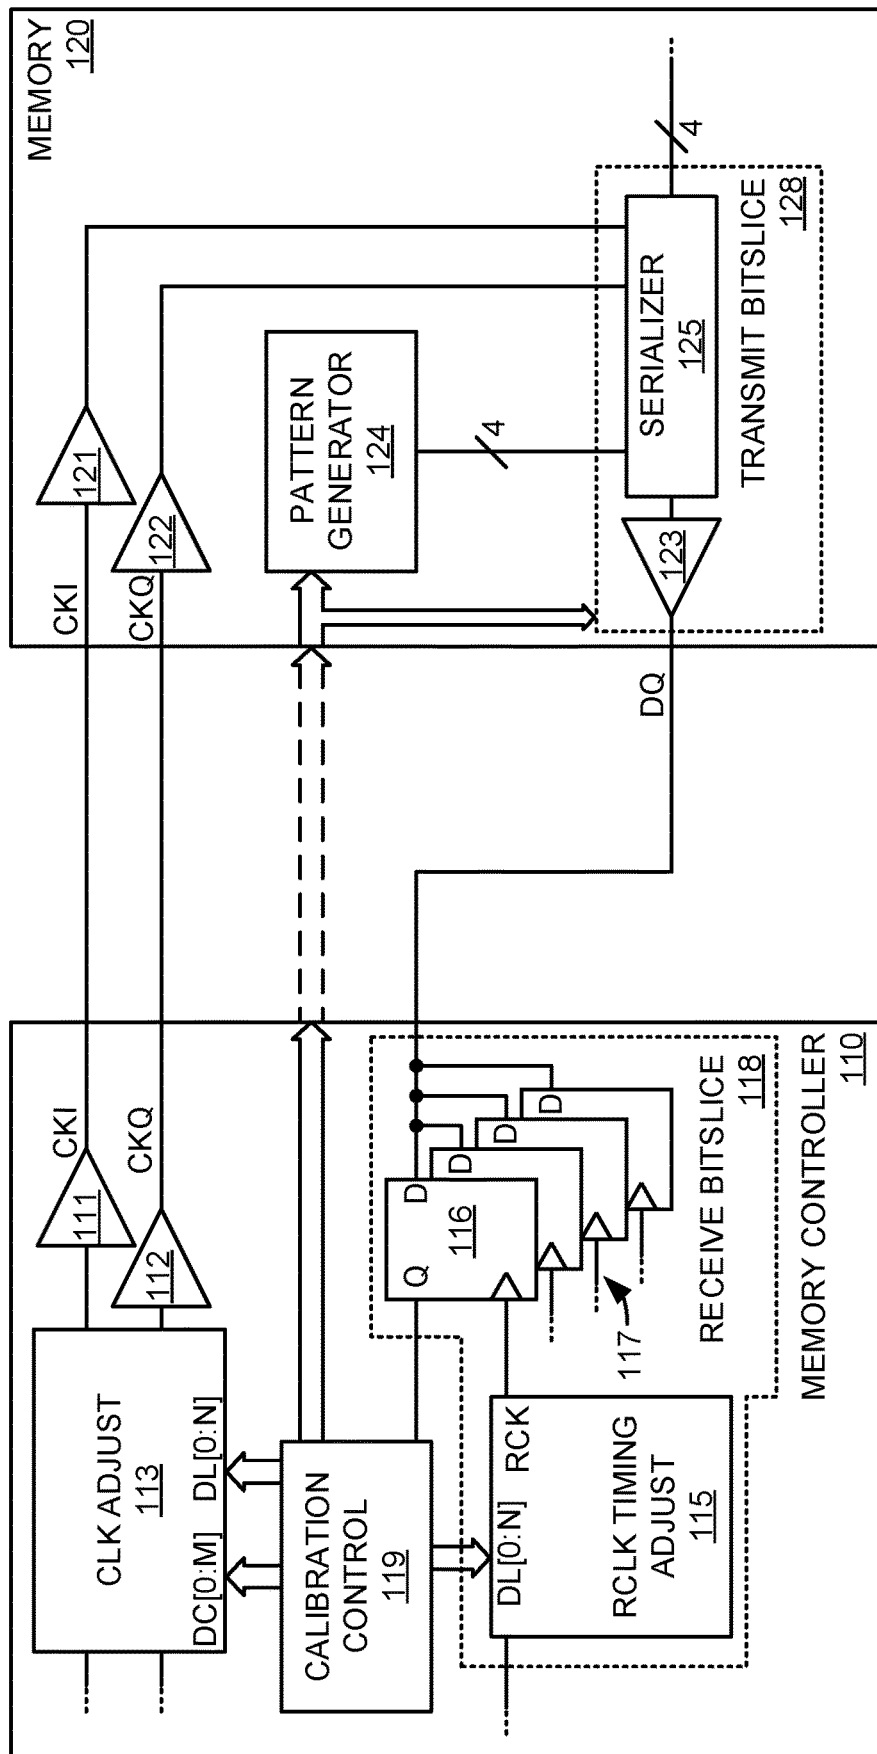 CLK ADJUST
113
DC[0:M]
DL[0:N]
111
112
CKI
CKQ
CKI
CKQ
121
122
MEMORY
120
CALIBRATION
CONTROL
119
PATTERN
GENERATOR
124
4
4
Q
D
116
D
D
D
117
DL[0:N]
RCK
RCLK TIMING
ADJUST
115
RECEIVE BITSLICE
118
MEMORY CONTROLLER
110
DQ
123
SERIALIZER
125
TRANSMIT BITSLICE
128